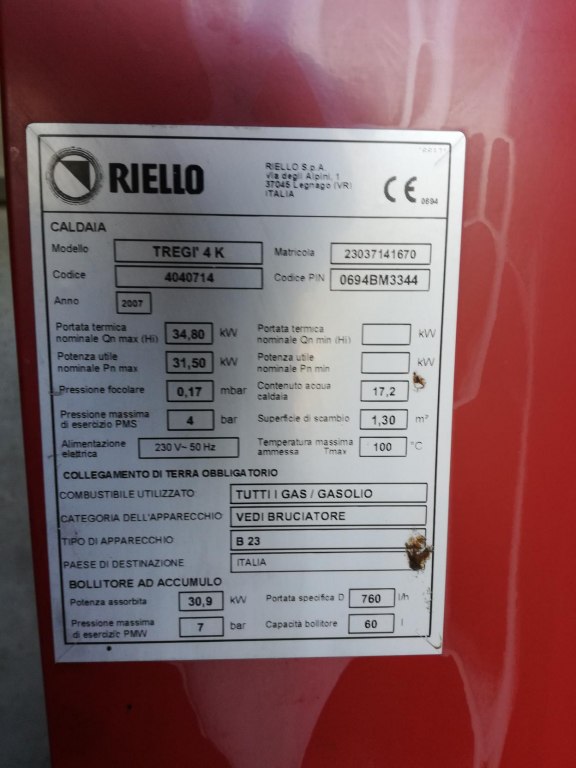 RIELLO
RIELLO S.p.A.
via degli Alpini, 1
37045 Legnago (VR)
ITALIA
CE 0694
CALDAIA
Modello TREGI' 4 K Matricola 23037141670
Codice 4040714 Codice PIN 0694BM3344
Anno 2007
Portata termica nominale Qn max (Hi) 34,80 kW Portata termica nominale Qn min (Hi) kW
Potenza utile nominale Pn max 31,50 kW Potenza utile nominale Pn min kW
Pressione focolare 0,17 mbar Contenuto acqua caldaia 17,2
Pressione massima di esercizio PMS 4 bar Superficie di scambio 1,30 m²
Alimentazione elettrica 230 V~ 50 Hz Temperatura massima ammessa Tmax 100 °C
COLLEGAMENTO DI TERRA OBBLIGATORIO
COMBUSTIBILE UTILIZZATO TUTTI I GAS / GASOLIO
CATEGORIA DELL'APPARECCHIO VEDI BRUCIATORE
TIPO DI APPARECCHIO B 23
PAESE DI DESTINAZIONE ITALIA
BOLLITORE AD ACCUMULO
Potenza assorbita 30,9 kW Portata specifica D 760 l/h
Pressione massima di esercizio PMW 7 bar Capacità bollitore 60 l